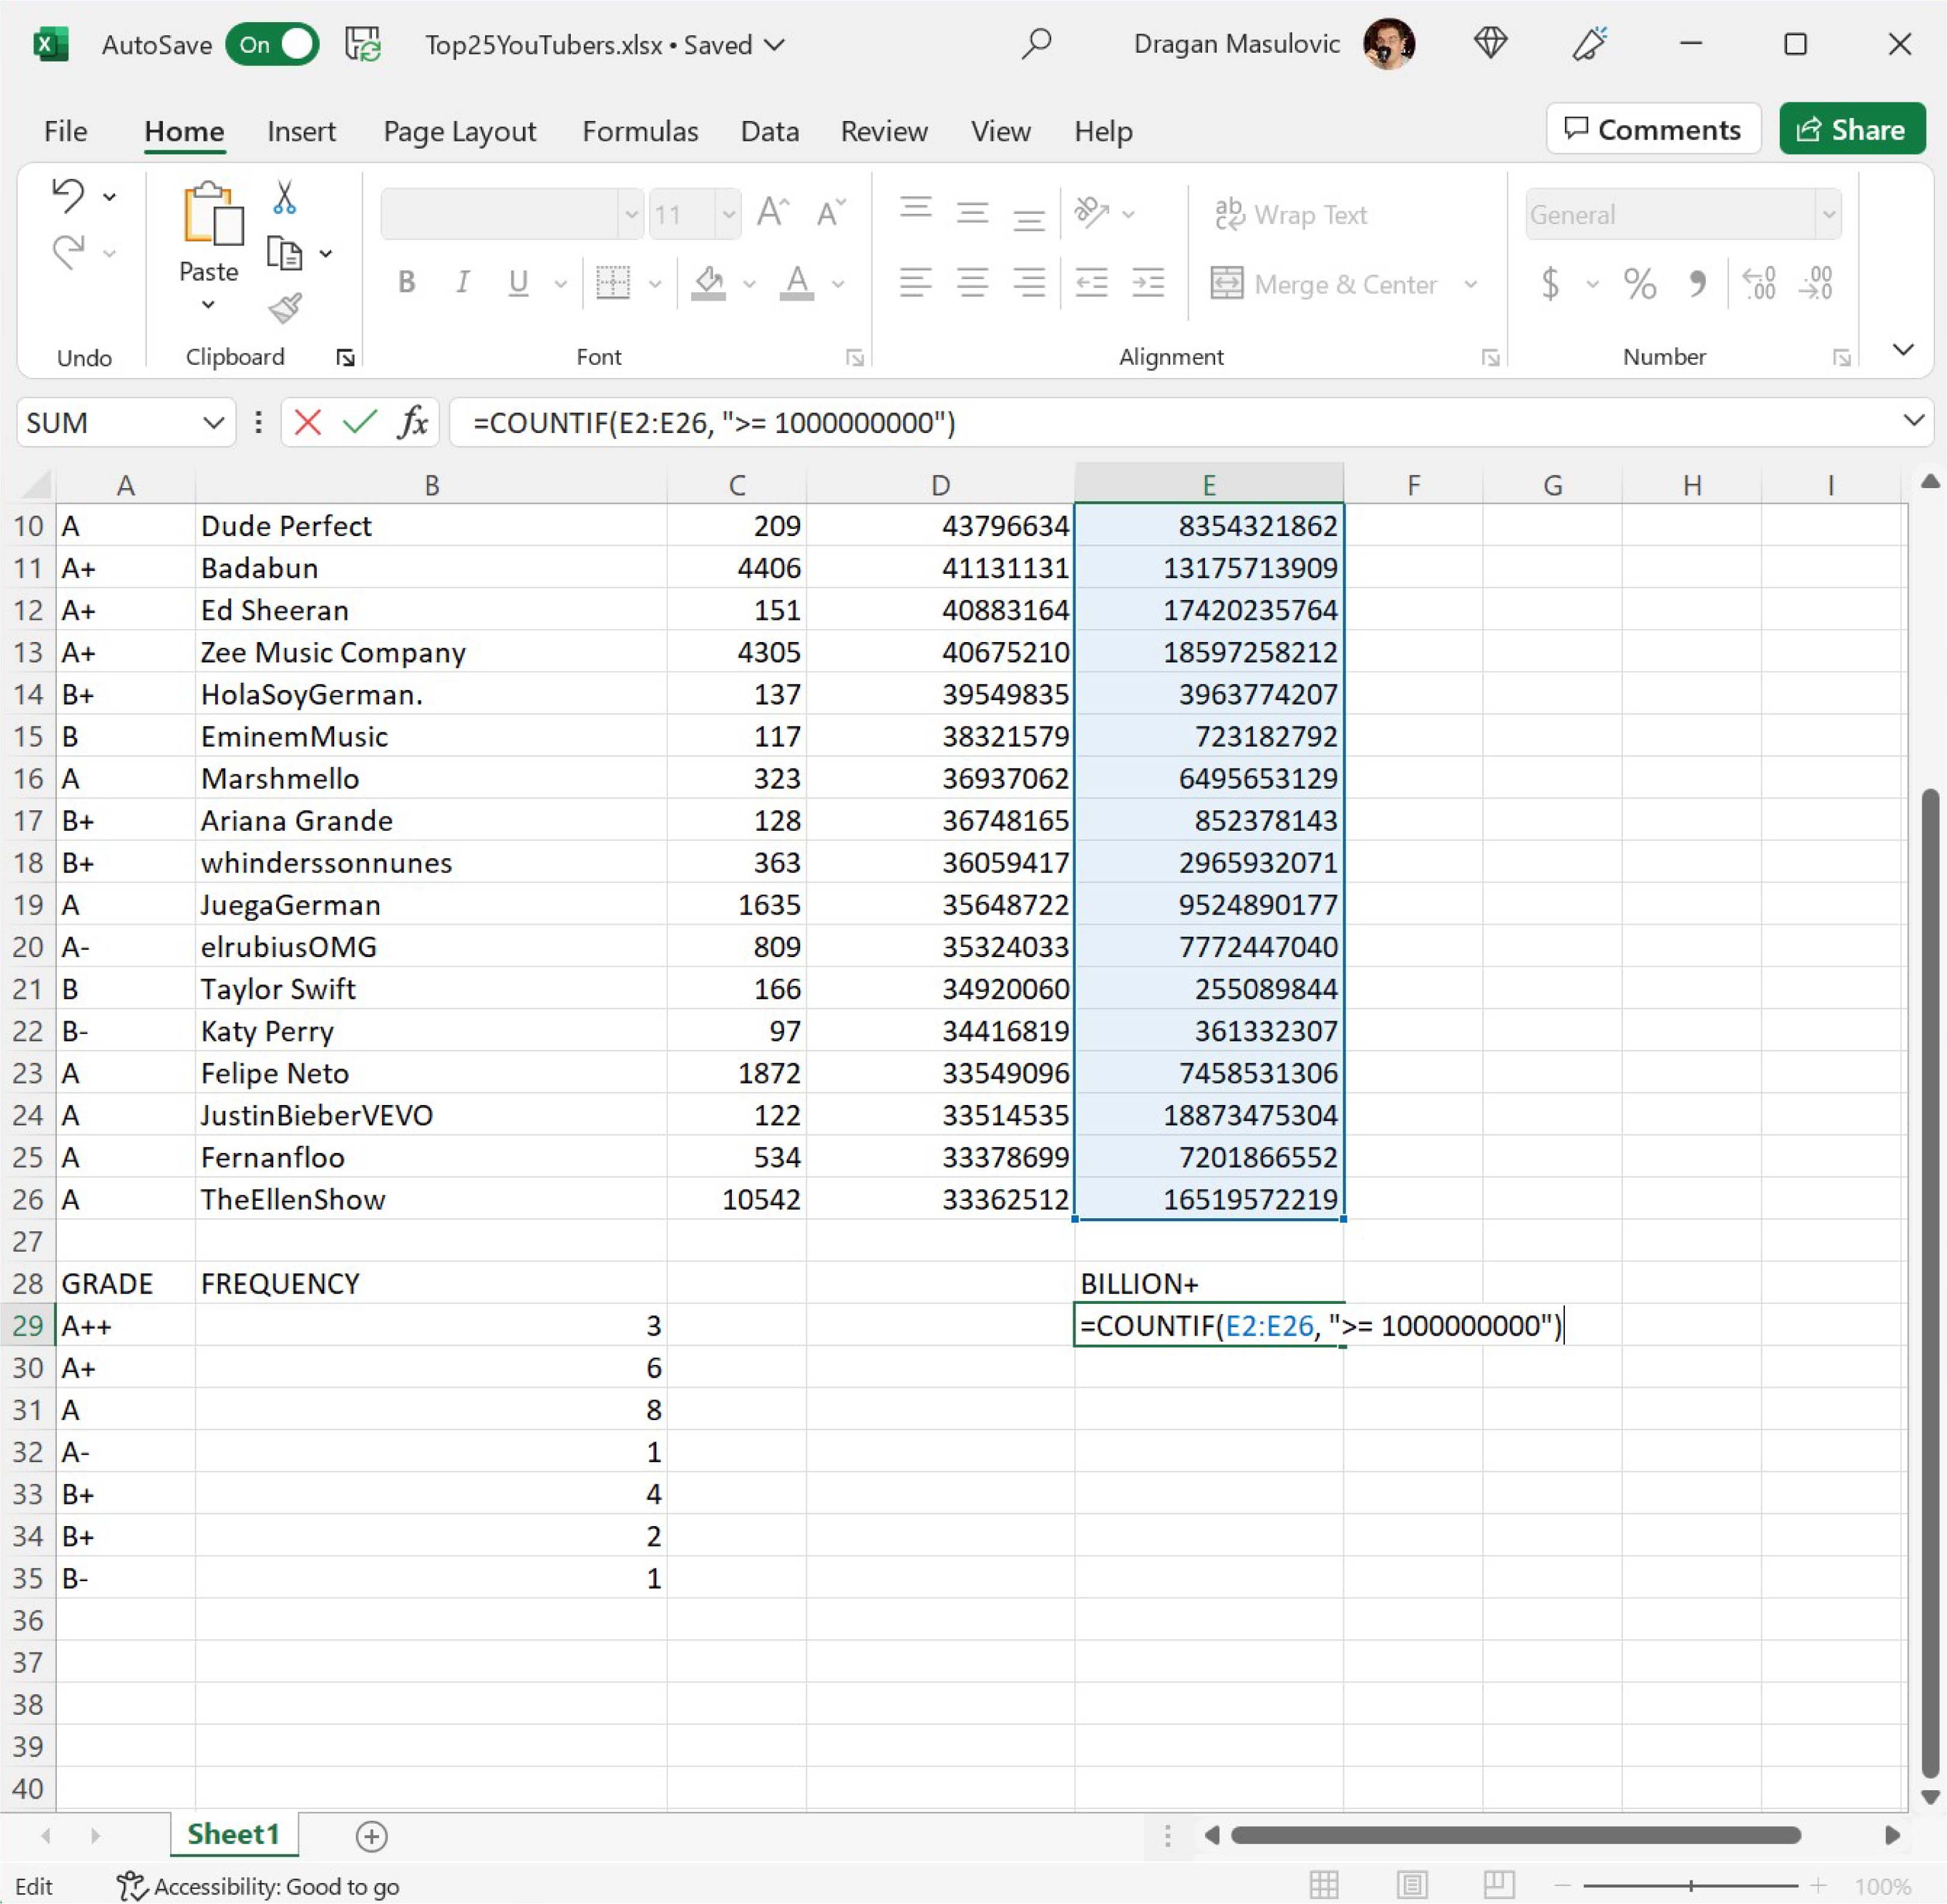 AutoSave On Top25YouTubers.xlsx • Saved Dragan Masulovic
File Home Insert Page Layout Formulas Data Review View Help Comments Share
Paste
11
B I U
ab Wrap Text
Merge & Center
General
$ % ,
Undo Clipboard Font Alignment Number
SUM fx =COUNTIF(E2:E26, ">= 1000000000")
A B C D E F G H I
10 A Dude Perfect 209 43796634 8354321862
11 A+ Badabun 4406 41131131 13175713909
12 A+ Ed Sheeran 151 40883164 17420235764
13 A+ Zee Music Company 4305 40675210 18597258212
14 B+ HolaSoyGerman. 137 39549835 3963774207
15 B EminemMusic 117 38321579 723182792
16 A Marshmello 323 36937062 6495653129
17 B+ Ariana Grande 128 36748165 852378143
18 B+ whinderssonnunes 363 36059417 2965932071
19 A JuegaGerman 1635 35648722 9524890177
20 A- elrubiusOMG 809 35324033 7772447040
21 B Taylor Swift 166 34920060 255089844
22 B- Katy Perry 97 34416819 361332307
23 A Felipe Neto 1872 33549096 7458531306
24 A JustinBieberVEVO 122 33514535 18873475304
25 A Fernanfloo 534 33378699 7201866552
26 A TheEllenShow 10542 33362512 16519572219
27
28 GRADE FREQUENCY BILLION+
29 A++ 3 =COUNTIF(E2:E26, ">= 1000000000")
30 A+ 6
31 A 8
32 A- 1
33 B+ 4
34 B+ 2
35 B- 1
36
37
38
39
40
Sheet1
Edit Accessibility: Good to go 100%